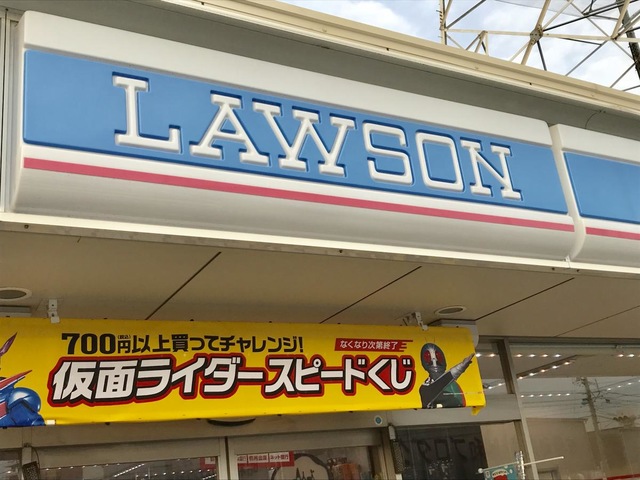 LAWSON
700円(税込)以上買ってチャレンジ!
なくなり次第終了
仮面ライダースピードくじ